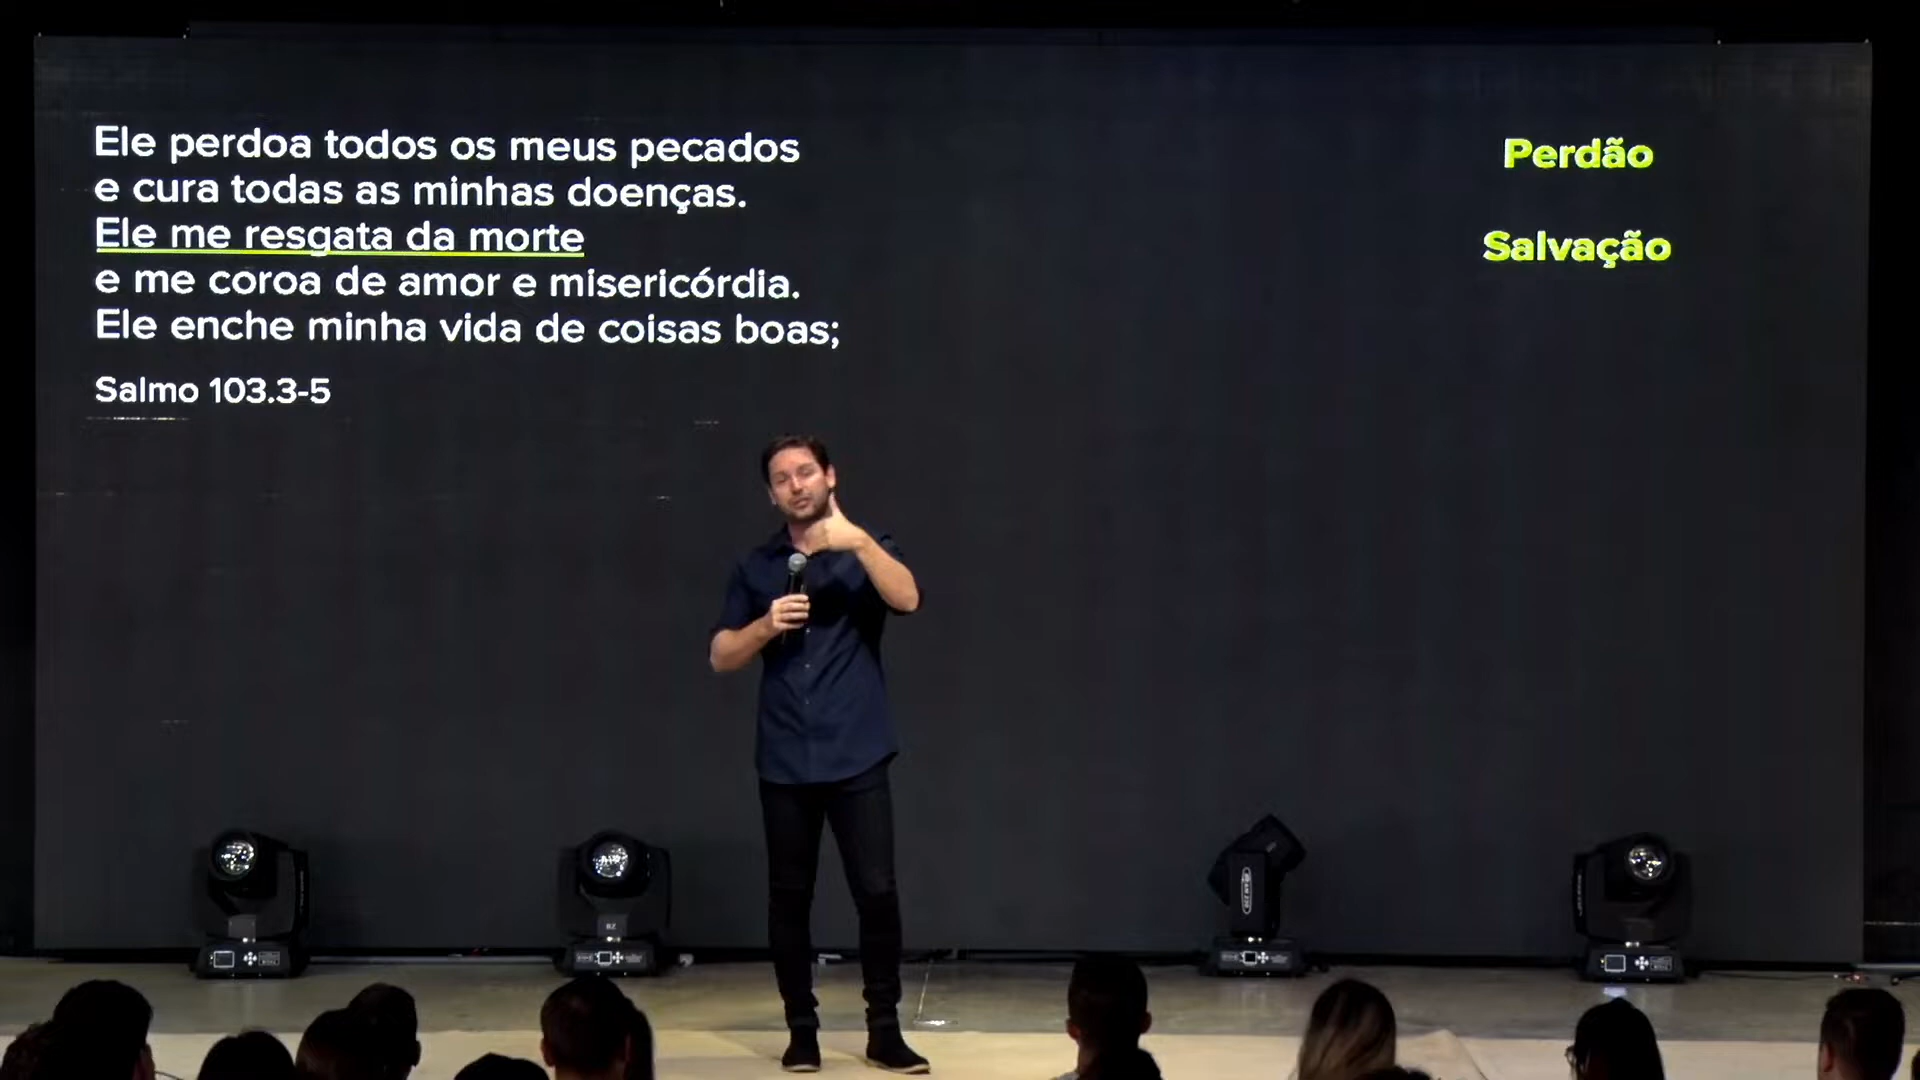 Ele perdoa todos os meus pecados
e cura todas as minhas doenças.
Ele me resgata da morte
e me coroa de amor e misericórdia.
Ele enche minha vida de coisas boas;
Salmo 103.3-5
Perdão
Salvação